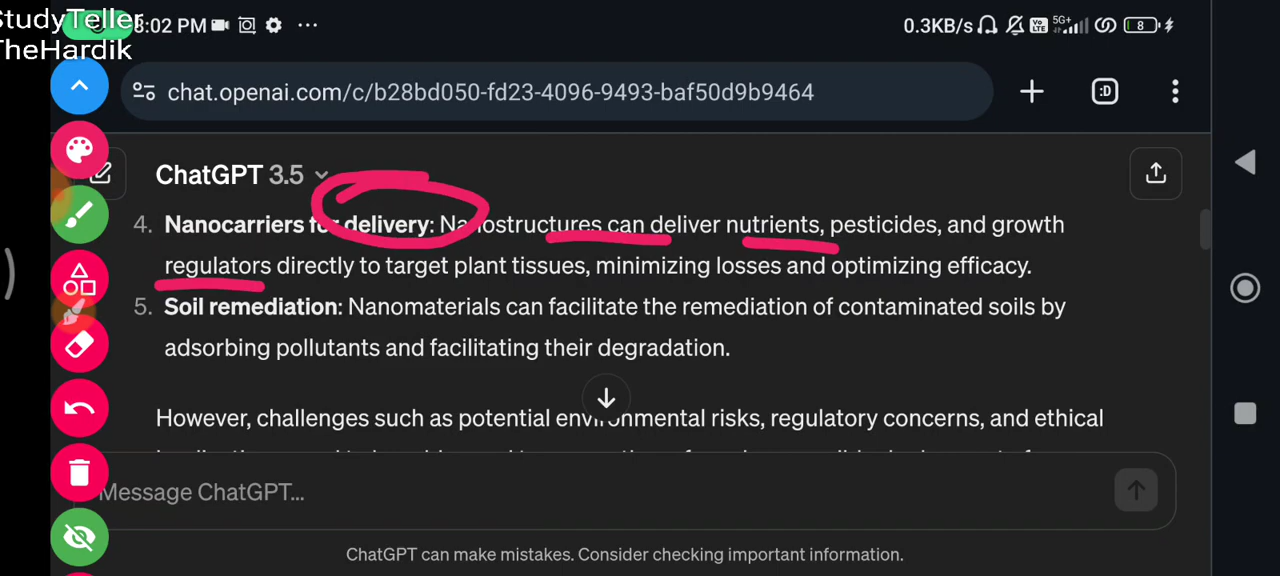 StudyTeller
TheHardik
8:02 PM
0.3KB/s 5G+ Vo LTE 8
chat.openai.com/c/b28bd050-fd23-4096-9493-baf50d9b9464
:D
ChatGPT 3.5
4. Nanocarriers for delivery: Nanostructures can deliver nutrients, pesticides, and growth
regulators directly to target plant tissues, minimizing losses and optimizing efficacy.
5. Soil remediation: Nanomaterials can facilitate the remediation of contaminated soils by
adsorbing pollutants and facilitating their degradation.
However, challenges such as potential environmental risks, regulatory concerns, and ethical
Message ChatGPT...
ChatGPT can make mistakes. Consider checking important information.